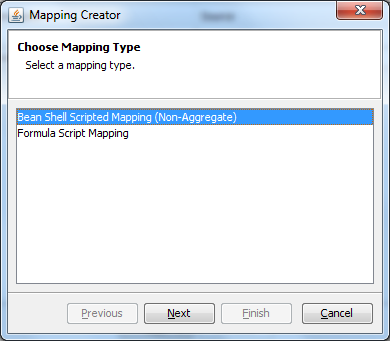 Mapping Creator
Choose Mapping Type
Select a mapping type.
Bean Shell Scripted Mapping (Non-Aggregate)
Formula Script Mapping
Previous Next Finish Cancel